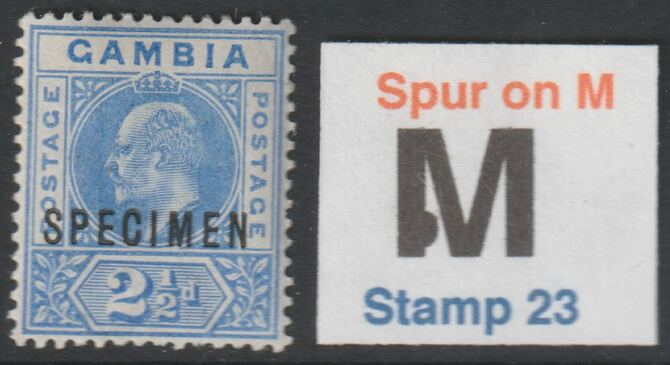 GAMBIA
POSTAGE
POSTAGE
SPECIMEN
2½d
Spur on M
M
Stamp 23